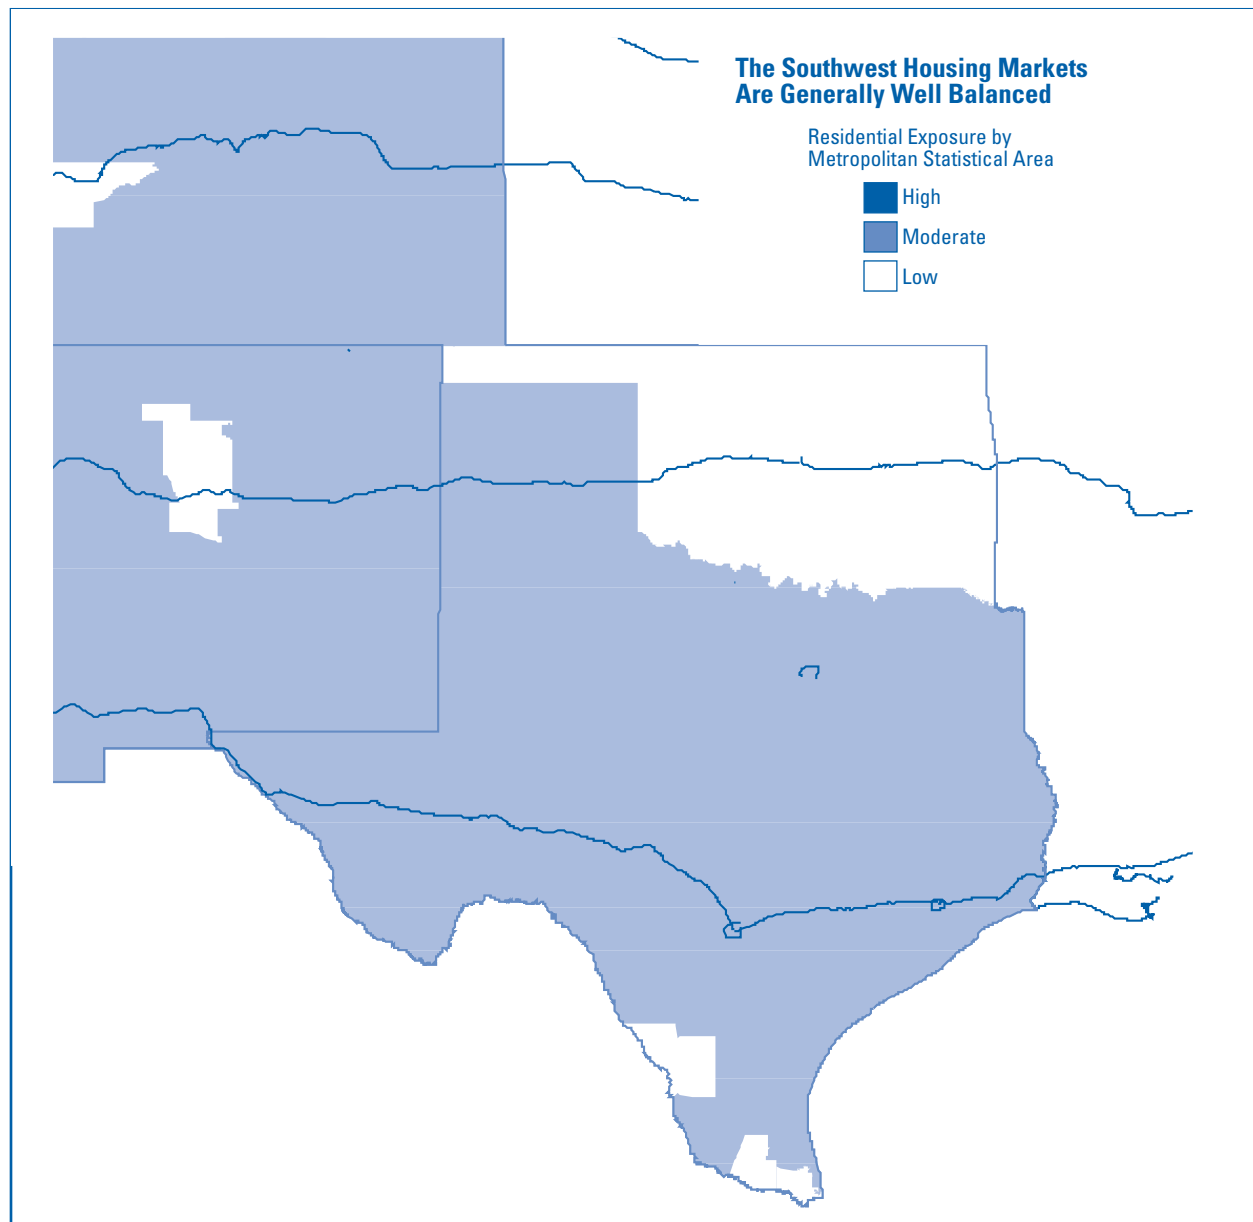 The Southwest Housing Markets
Are Generally Well Balanced
Residential Exposure by
Metropolitan Statistical Area
High
Moderate
Low